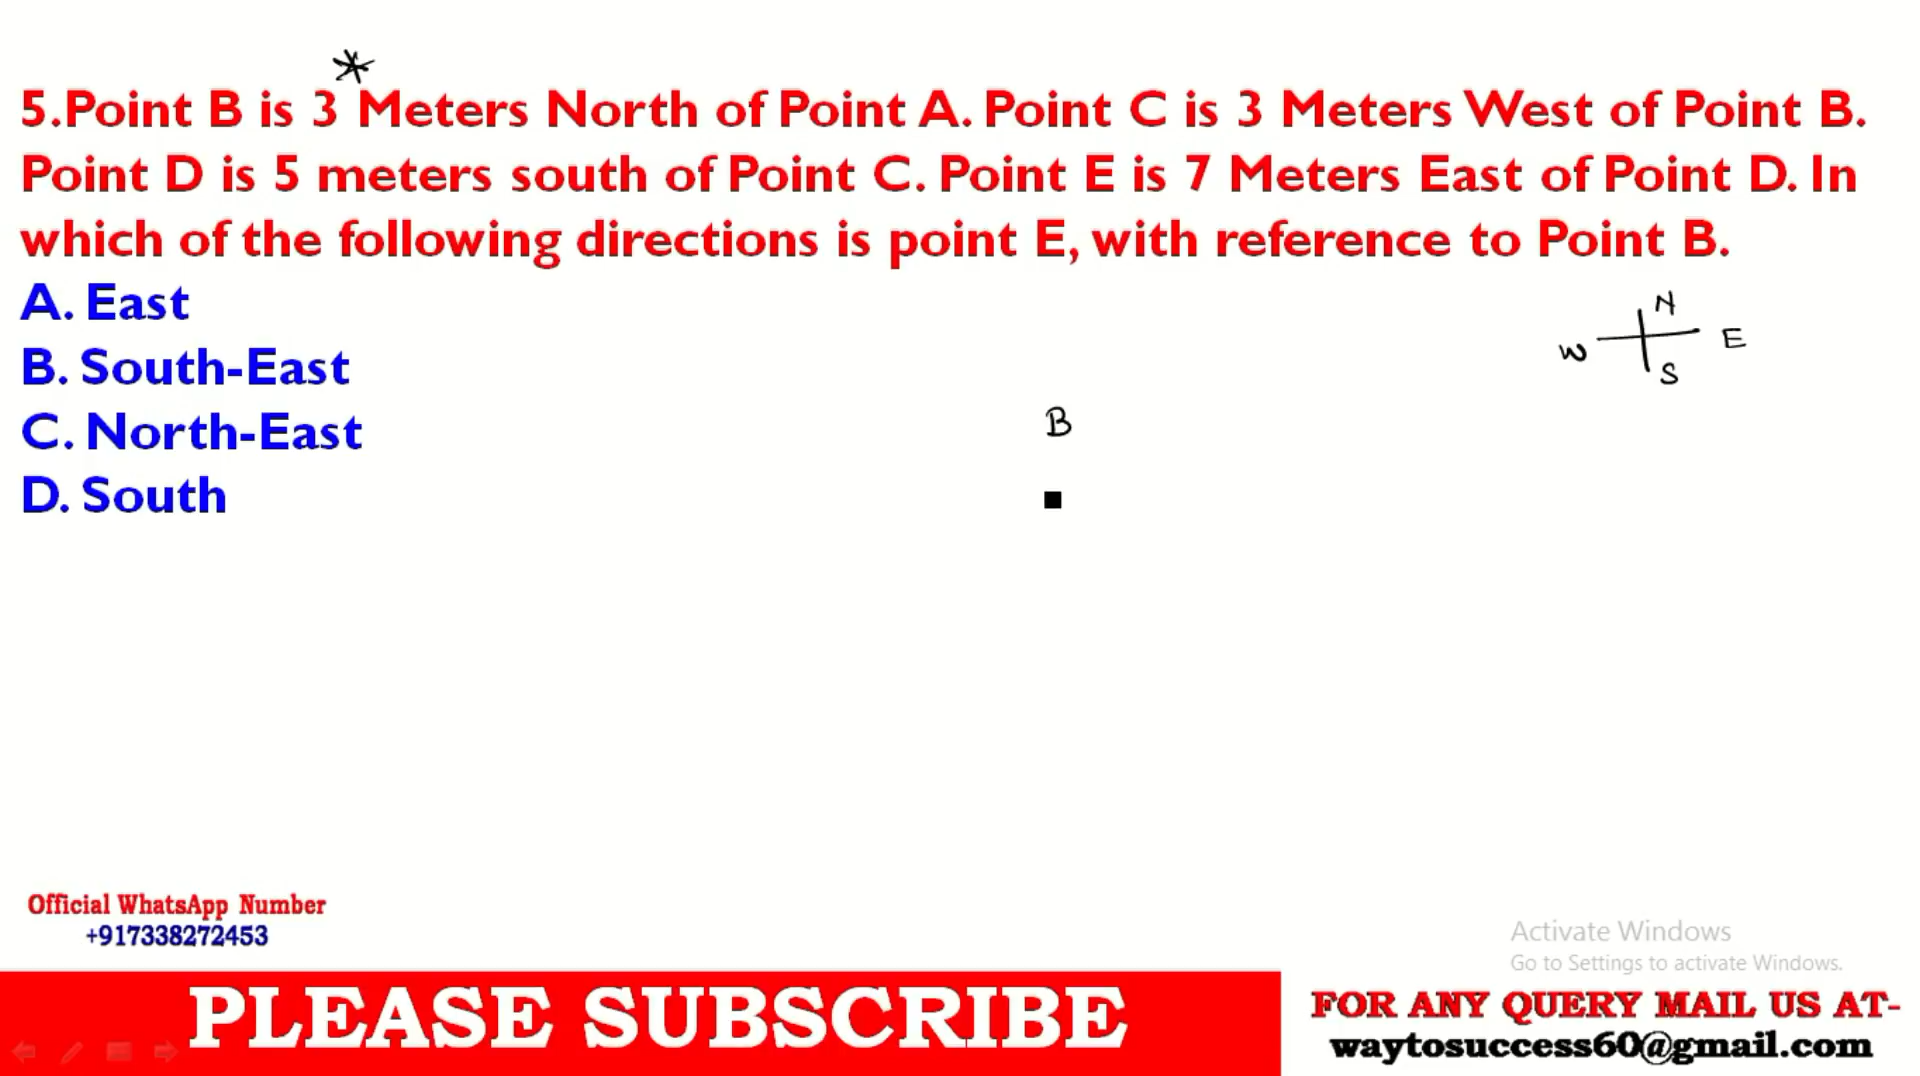 *
5.Point B is 3 Meters North of Point A. Point C is 3 Meters West of Point B.
Point D is 5 meters south of Point C. Point E is 7 Meters East of Point D. In
which of the following directions is point E, with reference to Point B.
A. East
B. South-East
C. North-East
D. South
N
W E
S
B
Official WhatsApp Number
+917338272453
Activate Windows
Go to Settings to activate Windows.
PLEASE SUBSCRIBE
FOR ANY QUERY MAIL US AT-
waytosuccess60@gmail.com